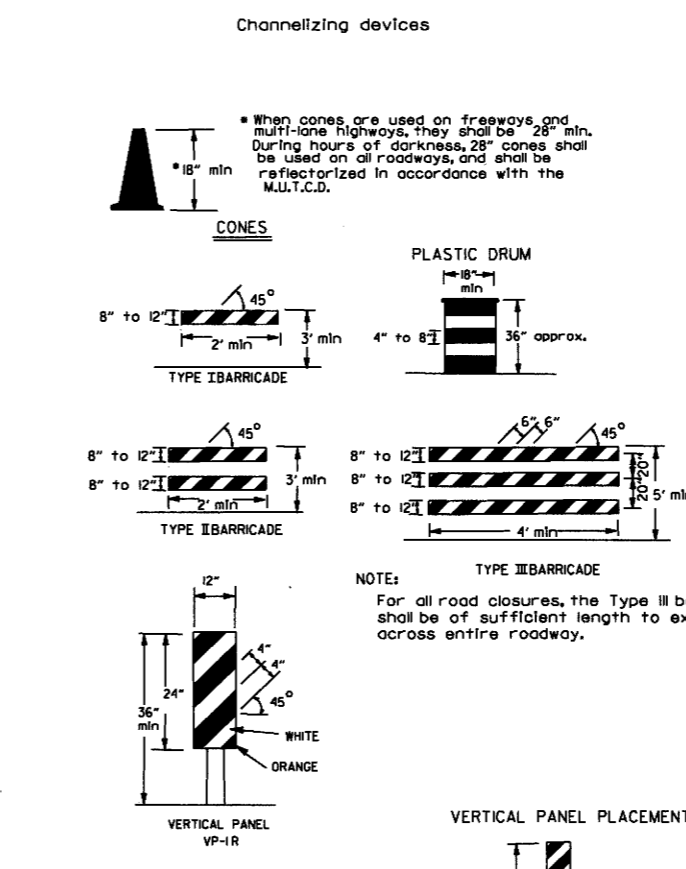 Channelizing devices
* When cones are used on freeways and
multi-lane highways, they shall be 28" min.
During hours of darkness, 28" cones shall
be used on all roadways, and shall be
reflectorized in accordance with the
M.U.T.C.D.
*18" min
CONES
PLASTIC DRUM
18"
min
45°
8" to 12"
2' min
3' min
TYPE I BARRICADE
4" to 8"
36" approx.
45°
8" to 12"
8" to 12"
2' min
3' min
TYPE II BARRICADE
6" 6"
45°
8" to 12"
8" to 12"
8" to 12"
20"
20"
4' min
5' min
TYPE III BARRICADE
NOTE:
For all road closures, the Type III
shall be of sufficient length to
across entire roadway.
12"
4"
4"
24"
36"
min
45°
WHITE
ORANGE
VERTICAL PANEL
VP-1R
VERTICAL PANEL PLACEMENT